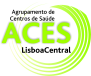 Agrupamento de
Centros de Saúde
ACES
LisboaCentral